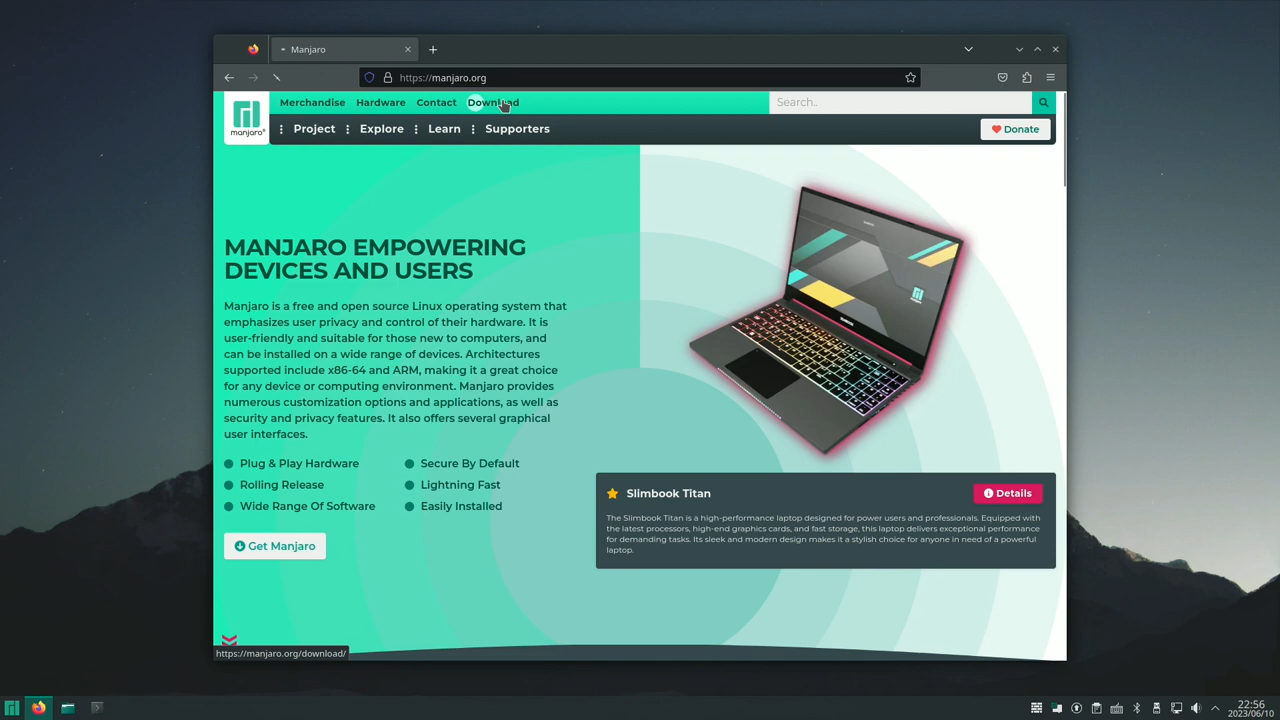 Manjaro
https://manjaro.org
Merchandise Hardware Contact Download
Search..
manjaro
Project Explore Learn Supporters
Donate
MANJARO EMPOWERING
DEVICES AND USERS
Manjaro is a free and open source Linux operating system that
emphasizes user privacy and control of their hardware. It is
user-friendly and suitable for those new to computers, and
can be installed on a wide range of devices. Architectures
supported include x86-64 and ARM, making it a great choice
for any device or computing environment. Manjaro provides
numerous customization options and applications, as well as
security and privacy features. It also offers several graphical
user interfaces.
Plug & Play Hardware
Secure By Default
Rolling Release
Lightning Fast
Wide Range Of Software
Easily Installed
Get Manjaro
Slimbook Titan
Details
The Slimbook Titan is a high-performance laptop designed for power users and professionals. Equipped with
the latest processors, high-end graphics cards, and fast storage, this laptop delivers exceptional performance
for demanding tasks. Its sleek and modern design makes it a stylish choice for anyone in need of a powerful
laptop.
https://manjaro.org/download/
22:56
2023/06/10